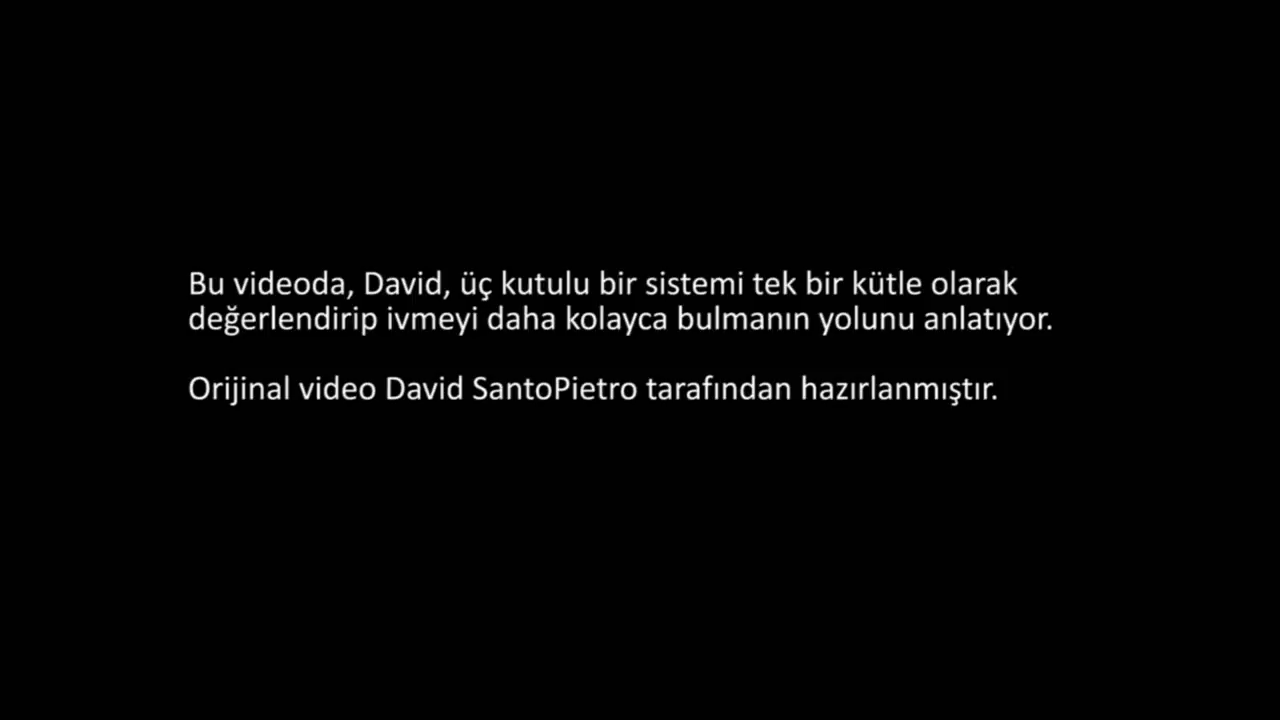 Bu videoda, David, üç kutulu bir sistemi tek bir kütle olarak
değerlendirip ivmeyi daha kolayca bulmanın yolunu anlatıyor.
Orijinal video David SantoPietro tarafından hazırlanmıştır.